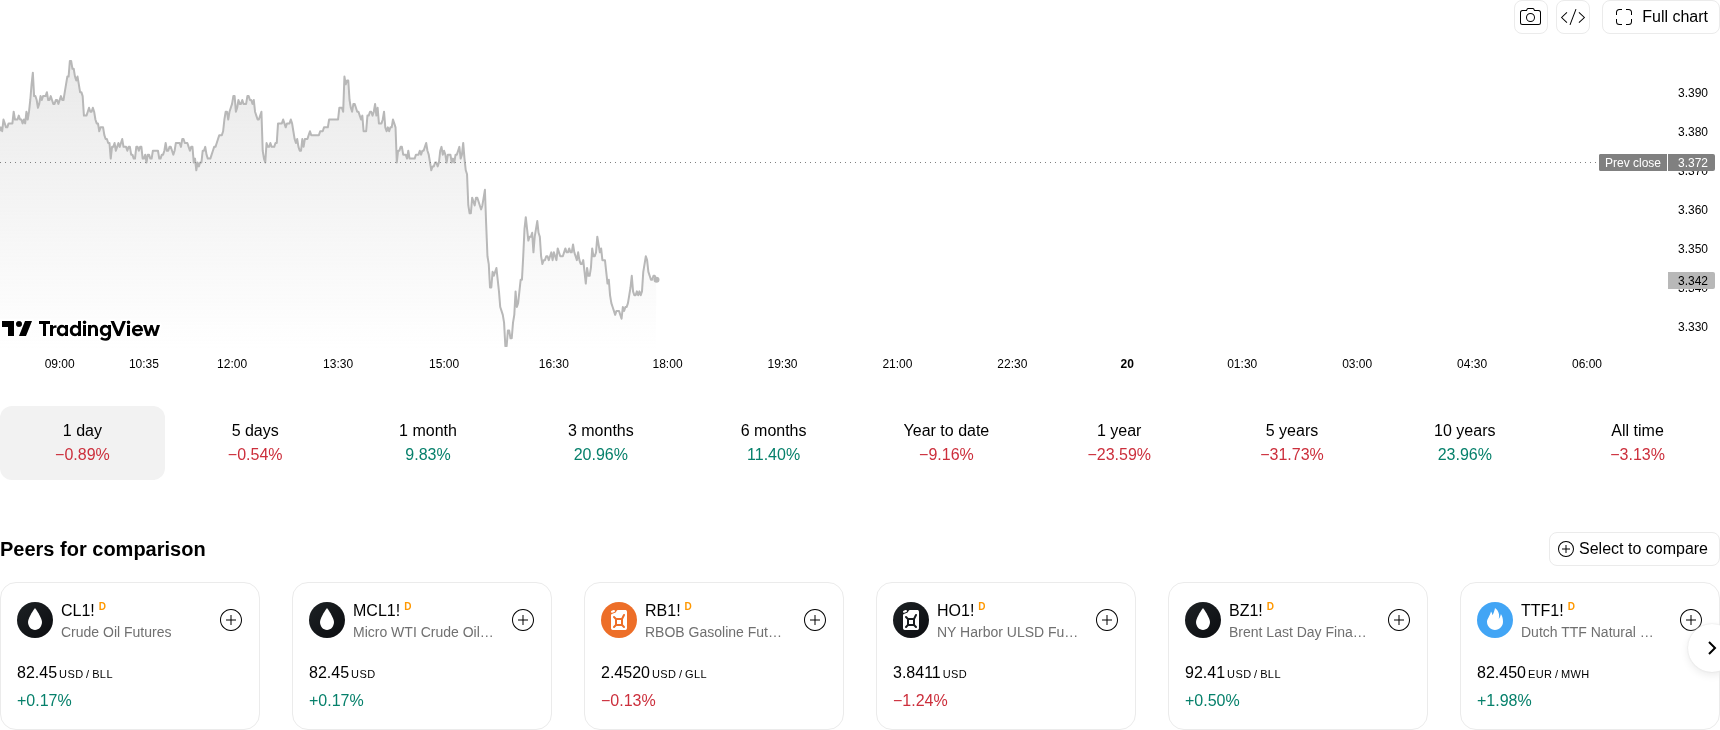 Full chart
3.390
3.380
Prev close 3.372
3.370
3.360
3.350
3.342
3.340
3.330
TradingView
09:00 10:35 12:00 13:30 15:00 16:30 18:00 19:30 21:00 22:30 20 01:30 03:00 04:30 06:00
1 day 5 days 1 month 3 months 6 months Year to date 1 year 5 years 10 years All time
−0.89% −0.54% 9.83% 20.96% 11.40% −9.16% −23.59% −31.73% 23.96% −3.13%
Peers for comparison
Select to compare
CL1! D
Crude Oil Futures
82.45 USD / BLL
+0.17%
MCL1! D
Micro WTI Crude Oil…
82.45 USD
+0.17%
RB1! D
RBOB Gasoline Fut…
2.4520 USD / GLL
−0.13%
HO1! D
NY Harbor ULSD Fu…
3.8411 USD
−1.24%
BZ1! D
Brent Last Day Fina…
92.41 USD / BLL
+0.50%
TTF1! D
Dutch TTF Natural …
82.450 EUR / MWH
+1.98%